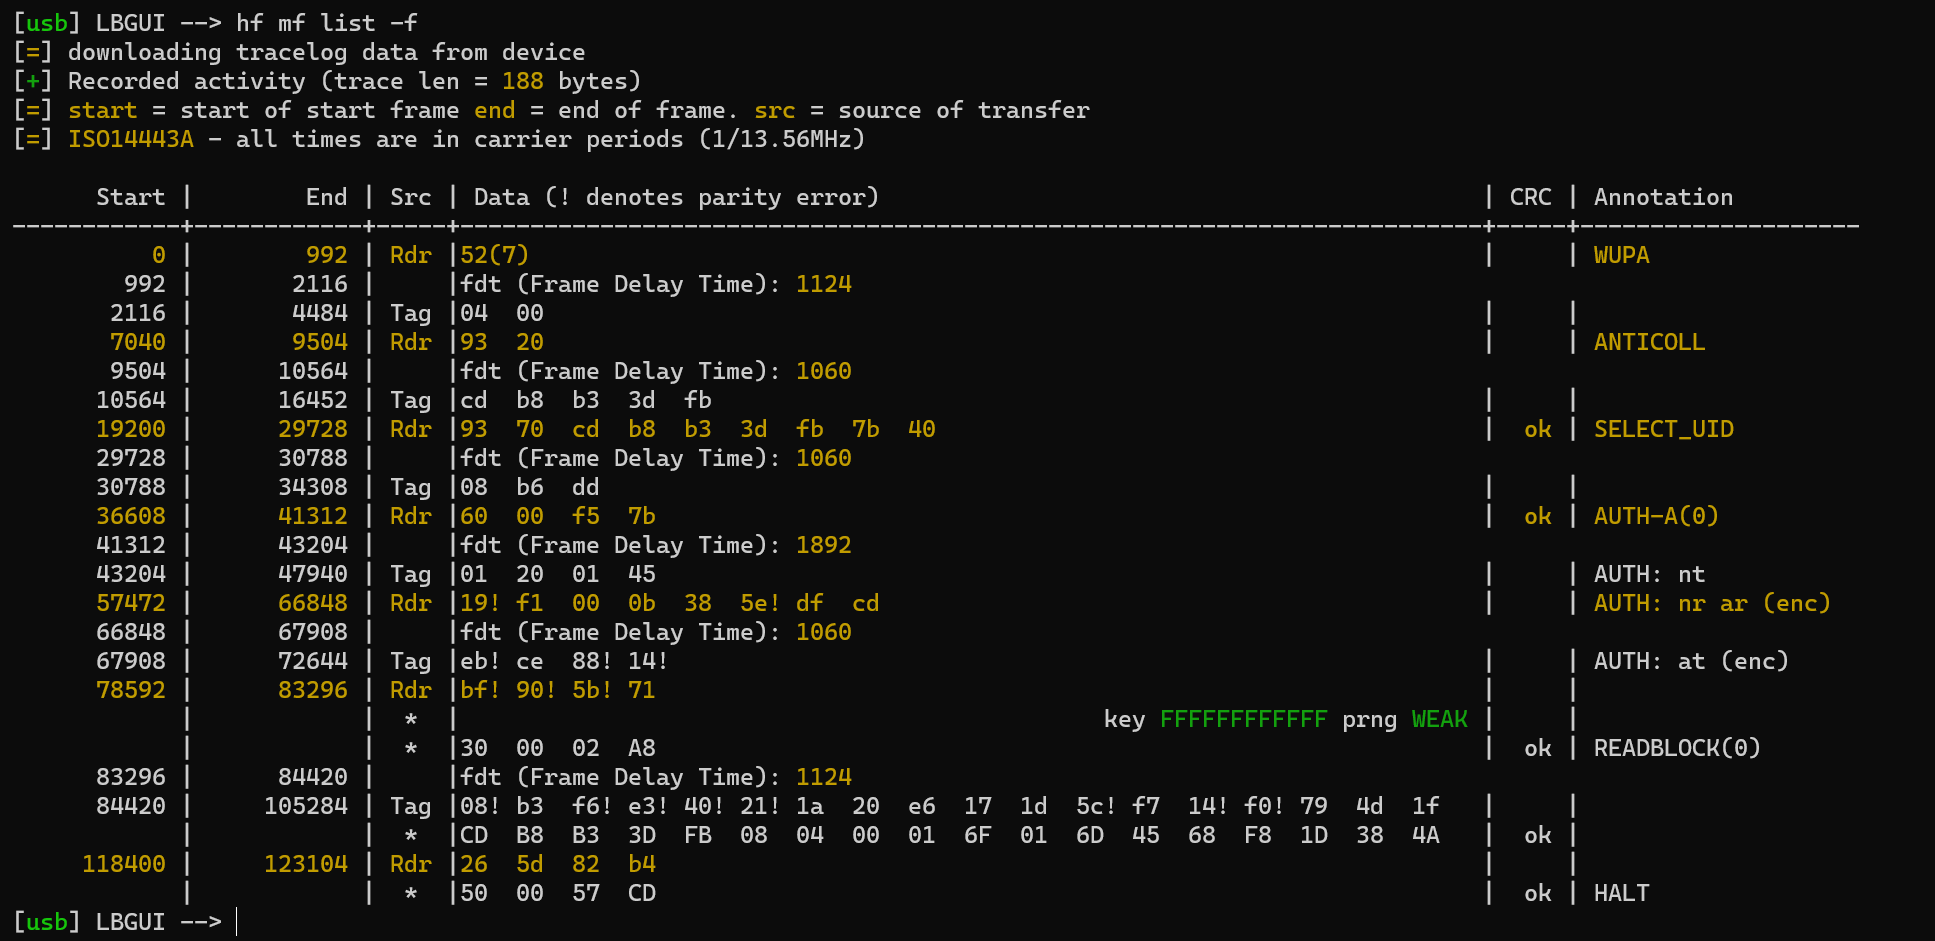 [usb] LBGUI --> hf mf list -f
[=] downloading tracelog data from device
[+] Recorded activity (trace len = 188 bytes)
[=] start = start of start frame end = end of frame. src = source of transfer
[=] ISO14443A - all times are in carrier periods (1/13.56MHz)
      Start |        End | Src | Data (! denotes parity error)                                           | CRC | Annotation
------------+------------+-----+-------------------------------------------------------------------------+-----+--------------------
          0 |        992 | Rdr |52(7)                                                                    |     | WUPA
        992 |       2116 |     |fdt (Frame Delay Time): 1124
       2116 |       4484 | Tag |04  00                                                                   |     |
       7040 |       9504 | Rdr |93  20                                                                   |     | ANTICOLL
       9504 |      10564 |     |fdt (Frame Delay Time): 1060
      10564 |      16452 | Tag |cd  b8  b3  3d  fb                                                       |     |
      19200 |      29728 | Rdr |93  70  cd  b8  b3  3d  fb  7b  40                                       |  ok | SELECT_UID
      29728 |      30788 |     |fdt (Frame Delay Time): 1060
      30788 |      34308 | Tag |08  b6  dd                                                               |     |
      36608 |      41312 | Rdr |60  00  f5  7b                                                           |  ok | AUTH-A(0)
      41312 |      43204 |     |fdt (Frame Delay Time): 1892
      43204 |      47940 | Tag |01  20  01  45                                                           |     | AUTH: nt
      57472 |      66848 | Rdr |19! f1  00  0b  38  5e! df  cd                                           |     | AUTH: nr ar (enc)
      66848 |      67908 |     |fdt (Frame Delay Time): 1060
      67908 |      72644 | Tag |eb! ce  88! 14!                                                          |     | AUTH: at (enc)
      78592 |      83296 | Rdr |bf! 90! 5b! 71                                                           |     |
            |            |  *  |                                              key FFFFFFFFFFFF prng WEAK |     |
            |            |  *  |30  00  02  A8                                                           |  ok | READBLOCK(0)
      83296 |      84420 |     |fdt (Frame Delay Time): 1124
      84420 |     105284 | Tag |08! b3  f6! e3! 40! 21! 1a  20  e6  17  1d  5c! f7  14! f0! 79  4d  1f   |     |
            |            |  *  |CD  B8  B3  3D  FB  08  04  00  01  6F  01  6D  45  68  F8  1D  38  4A   |  ok |
     118400 |     123104 | Rdr |26  5d  82  b4                                                           |     |
            |            |  *  |50  00  57  CD                                                           |  ok | HALT
[usb] LBGUI -->